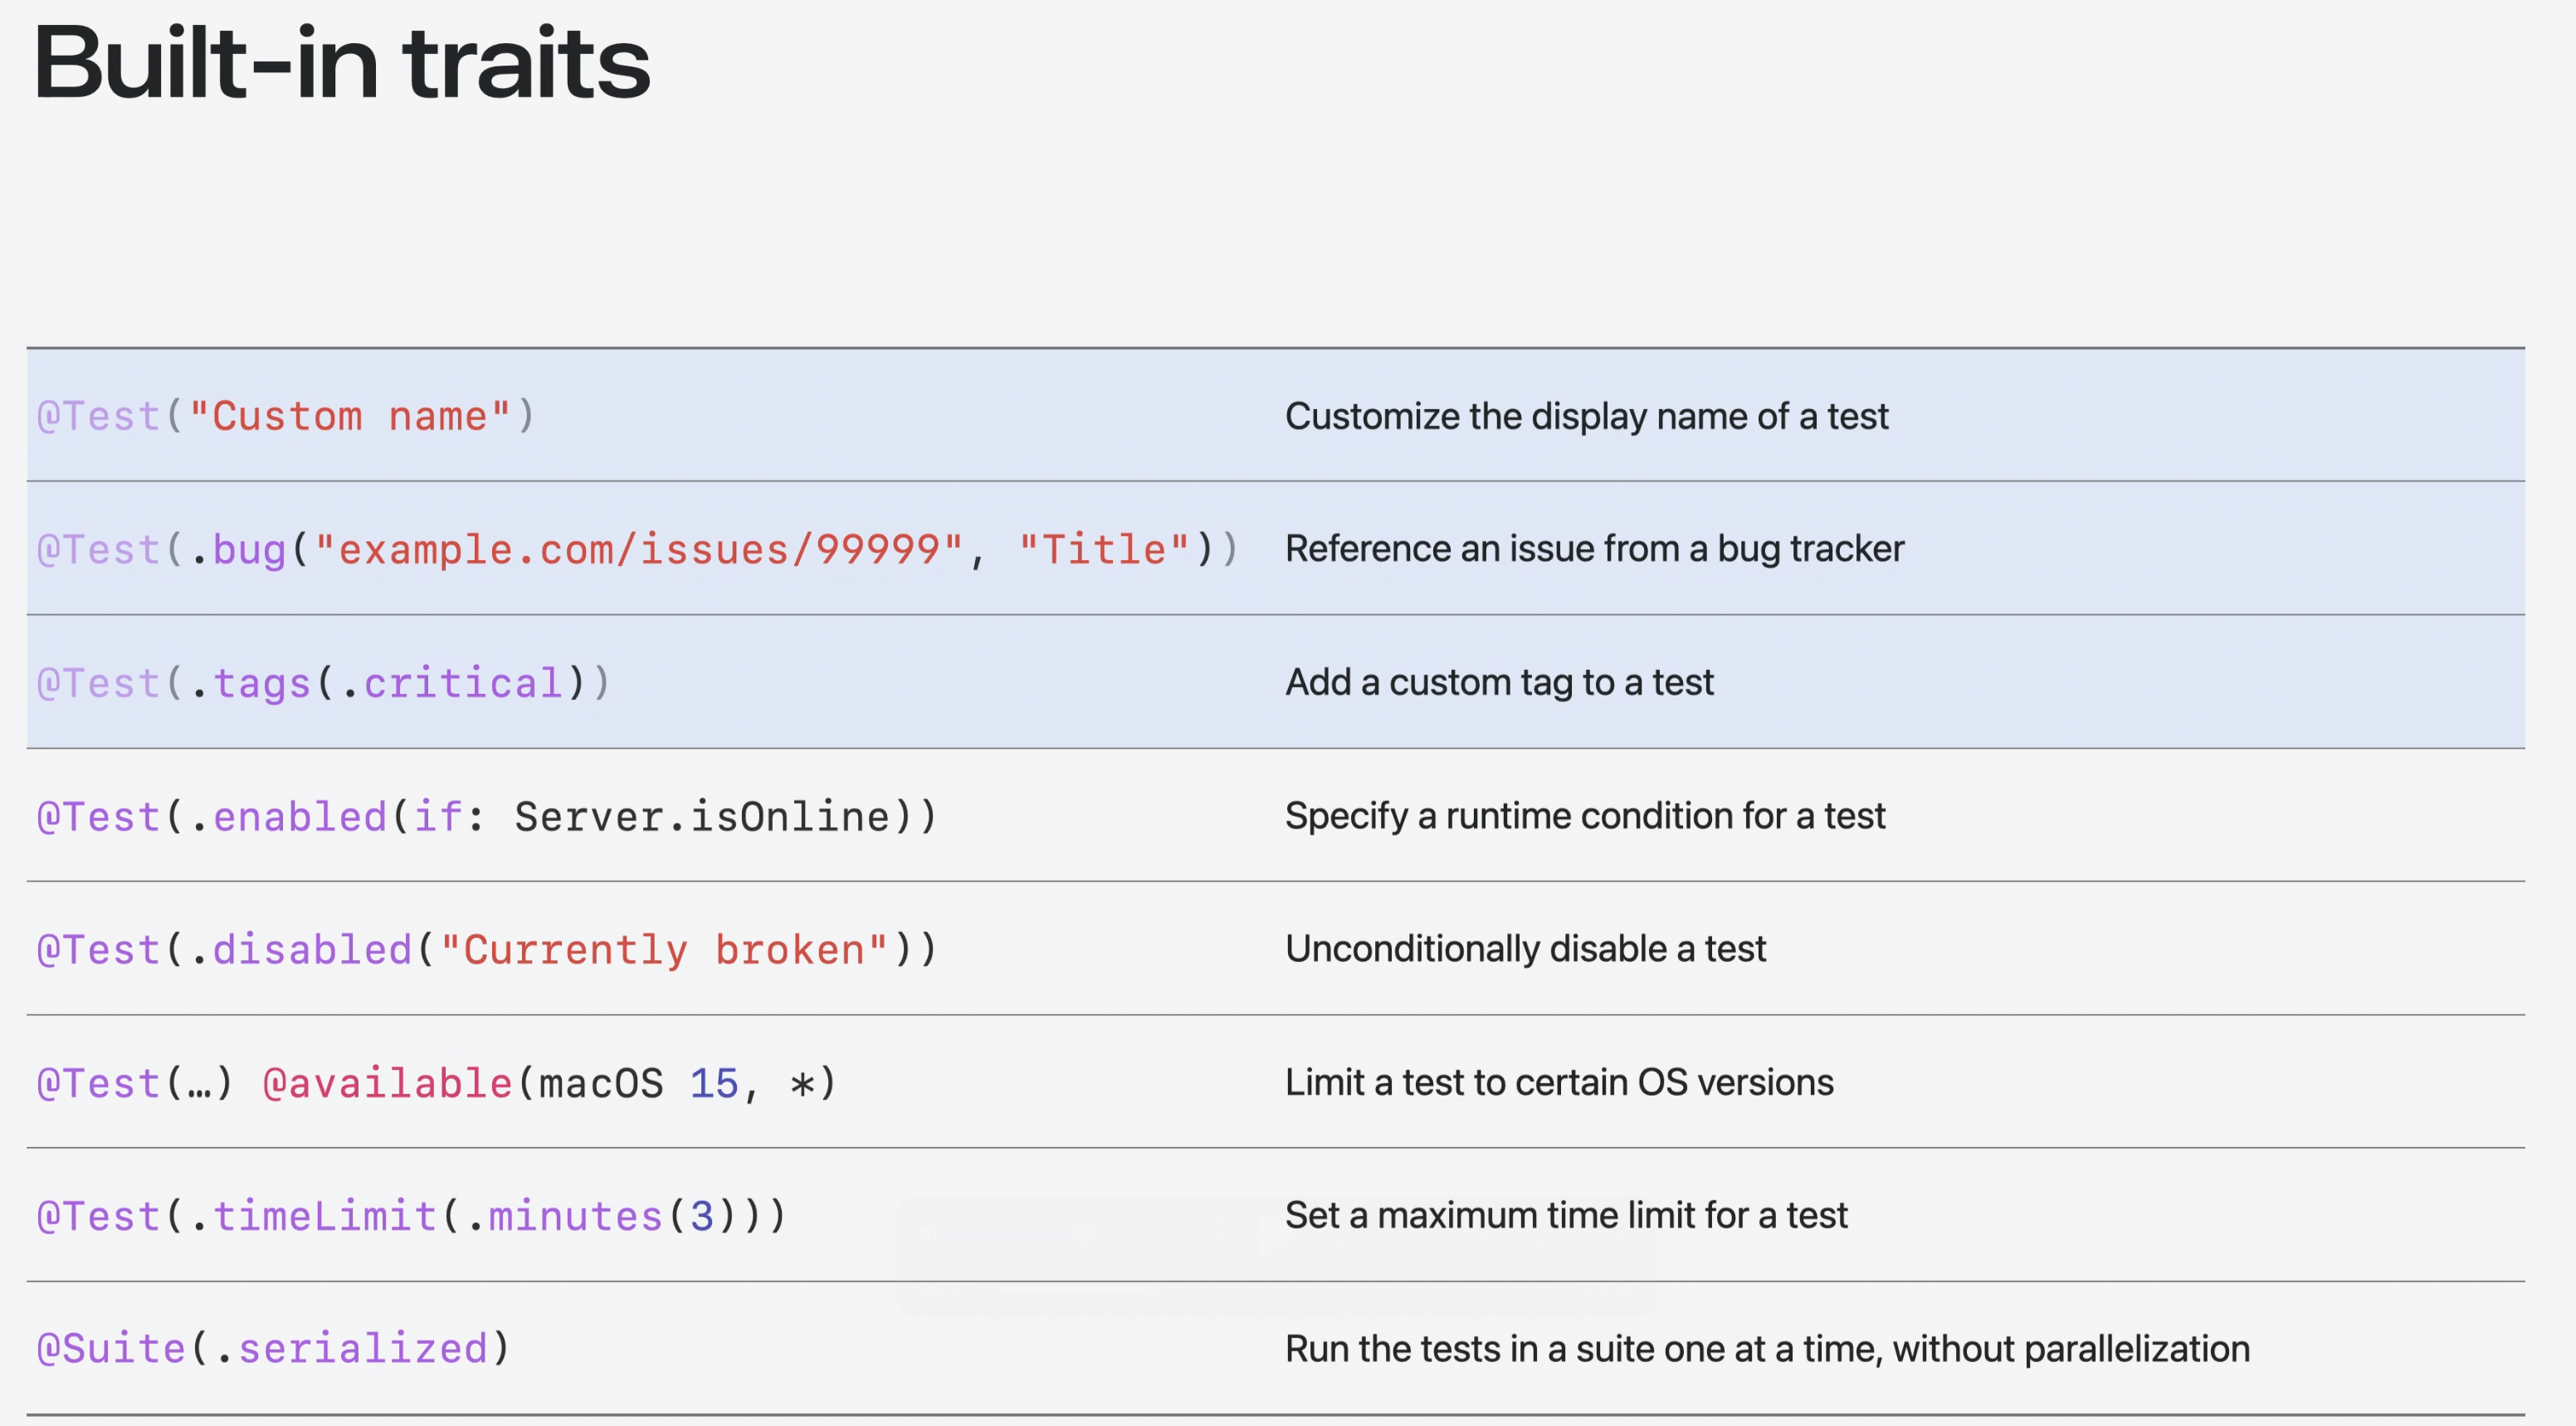 Built-in traits
@Test("Custom name") Customize the display name of a test
@Test(.bug("example.com/issues/99999", "Title")) Reference an issue from a bug tracker
@Test(.tags(.critical)) Add a custom tag to a test
@Test(.enabled(if: Server.isOnline)) Specify a runtime condition for a test
@Test(.disabled("Currently broken")) Unconditionally disable a test
@Test(…) @available(macOS 15, *) Limit a test to certain OS versions
@Test(.timeLimit(.minutes(3))) Set a maximum time limit for a test
@Suite(.serialized) Run the tests in a suite one at a time, without parallelization